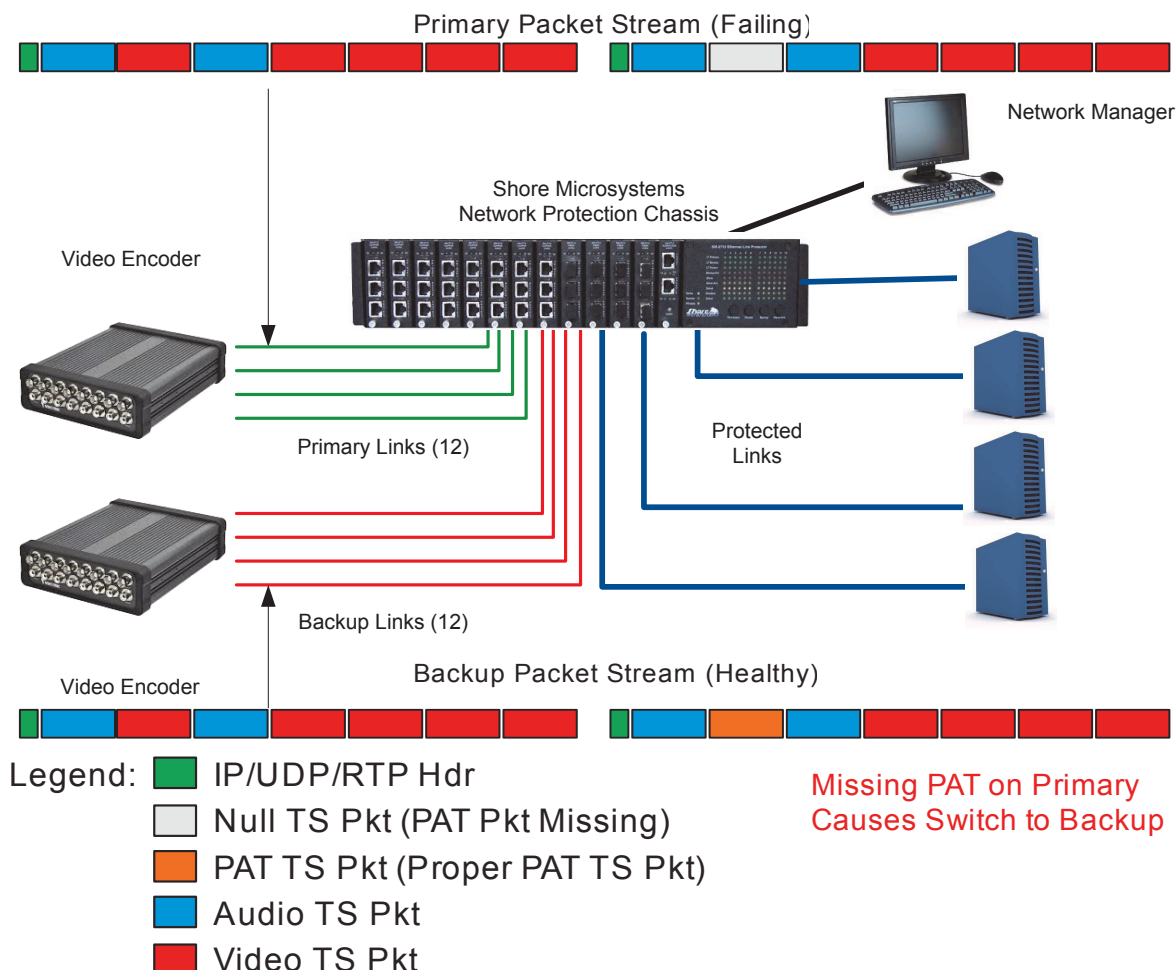 Primary Packet Stream (Failing)
Network Manager
Shore Microsystems
Network Protection Chassis
Video Encoder
Primary Links (12)
Protected
Links
Backup Links (12)
Video Encoder
Backup Packet Stream (Healthy)
Legend:
IP/UDP/RTP Hdr
Null TS Pkt (PAT Pkt Missing)
PAT TS Pkt (Proper PAT TS Pkt)
Audio TS Pkt
Video TS Pkt
Missing PAT on Primary
Causes Switch to Backup